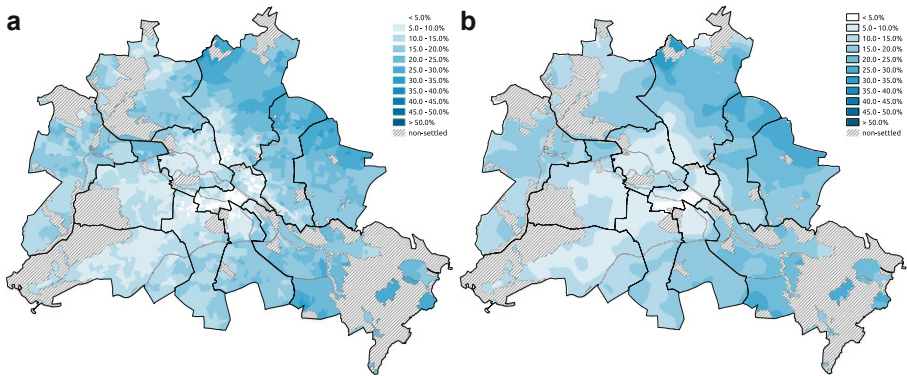 a
< 5.0%
5.0 - 10.0%
10.0 - 15.0%
15.0 - 20.0%
20.0 - 25.0%
25.0 - 30.0%
30.0 - 35.0%
35.0 - 40.0%
40.0 - 45.0%
45.0 - 50.0%
> 50.0%
non-settled
b
< 5.0%
5.0 - 10.0%
10.0 - 15.0%
15.0 - 20.0%
20.0 - 25.0%
25.0 - 30.0%
30.0 - 35.0%
35.0 - 40.0%
40.0 - 45.0%
45.0 - 50.0%
> 50.0%
non-settled